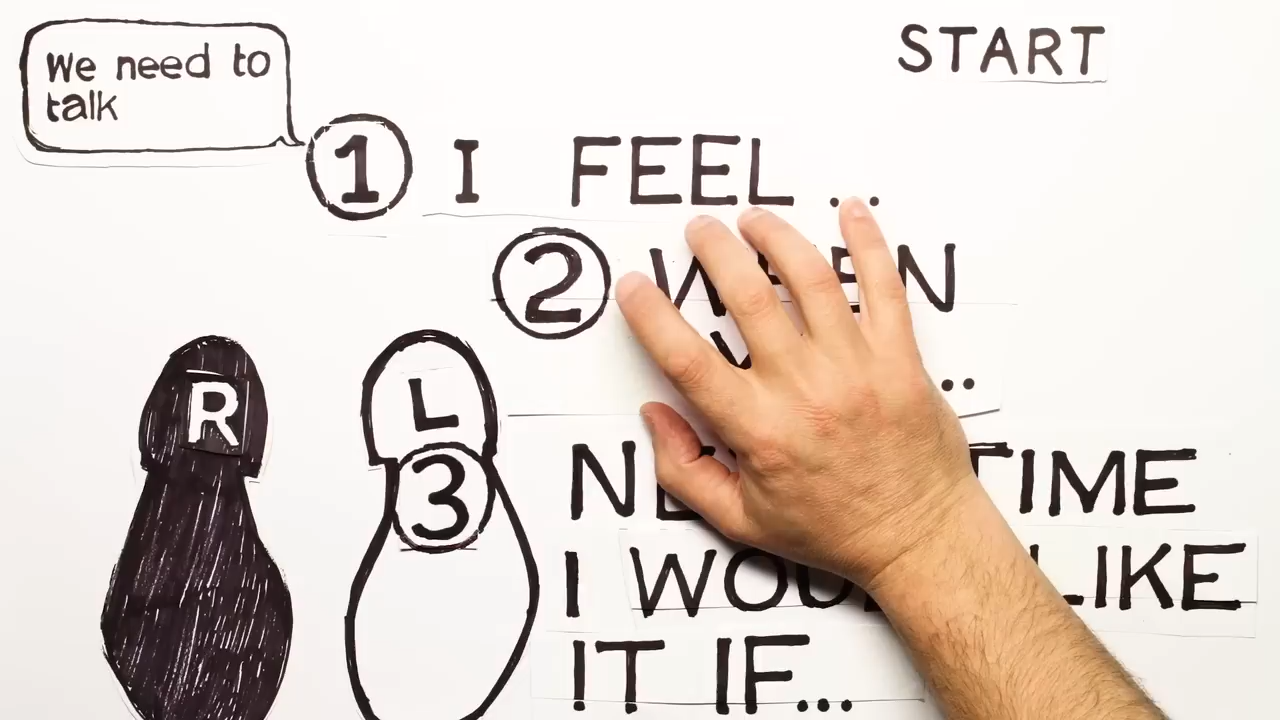 We need to
talk
START
1 I FEEL ...
2
..
R
L
3
TIME
I
LIKE
IT IF...